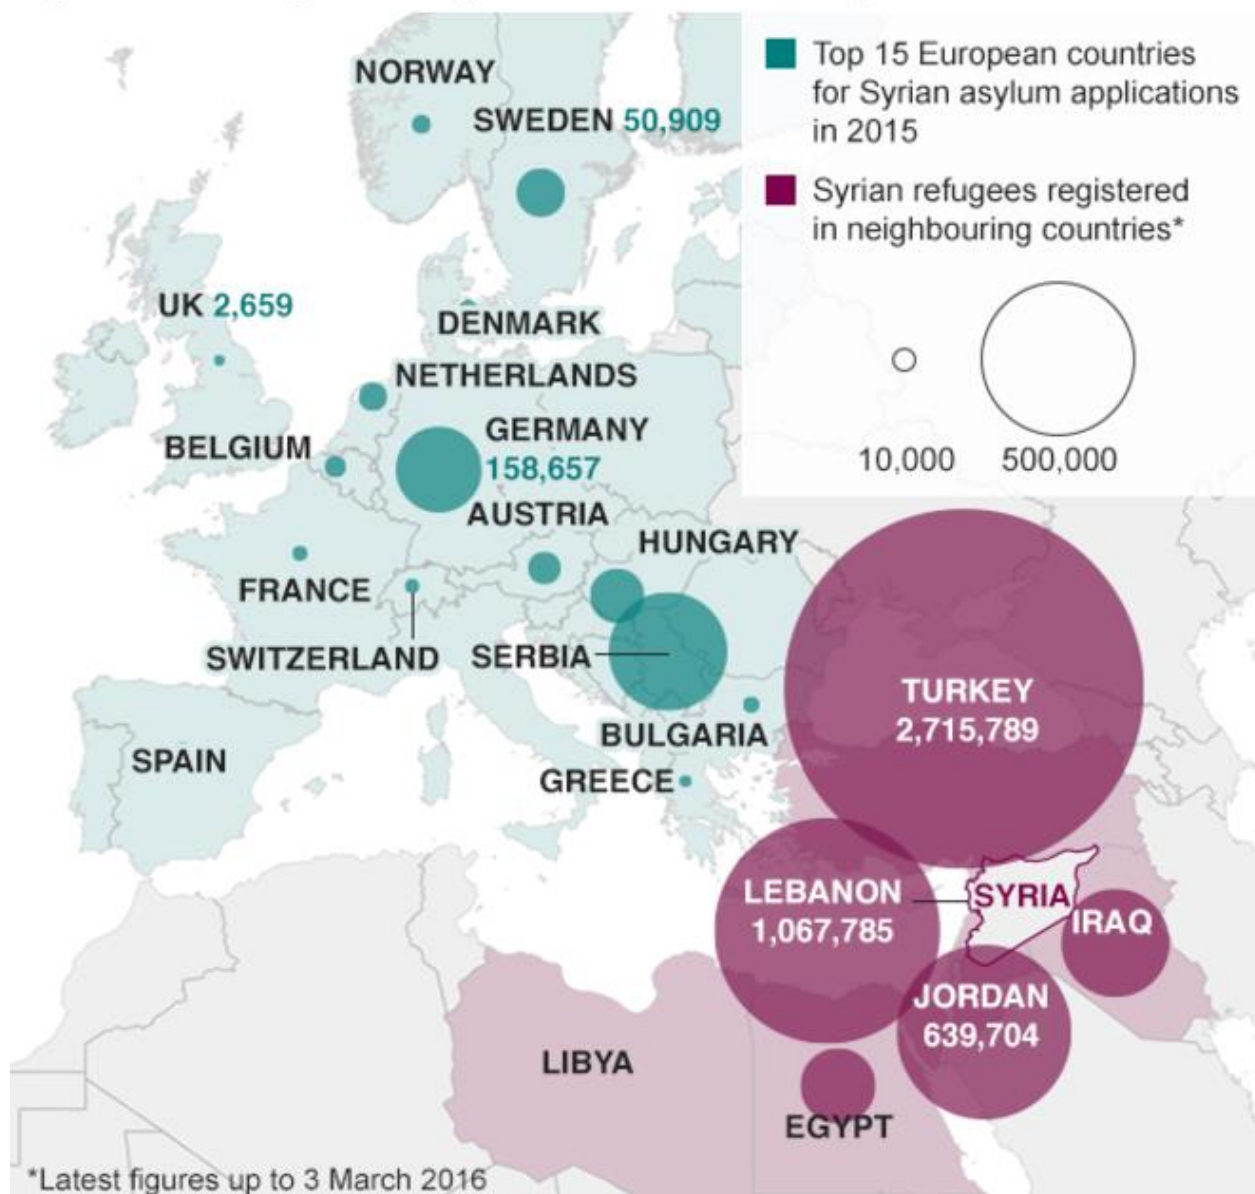 Top 15 European countries
for Syrian asylum applications
in 2015
Syrian refugees registered
in neighbouring countries*
10,000
500,000
NORWAY
SWEDEN 50,909
UK 2,659
DENMARK
NETHERLANDS
GERMANY
158,657
BELGIUM
AUSTRIA
HUNGARY
FRANCE
SWITZERLAND
SERBIA
BULGARIA
SPAIN
GREECE
TURKEY
2,715,789
LEBANON
1,067,785
SYRIA
IRAQ
JORDAN
639,704
LIBYA
EGYPT
*Latest figures up to 3 March 2016